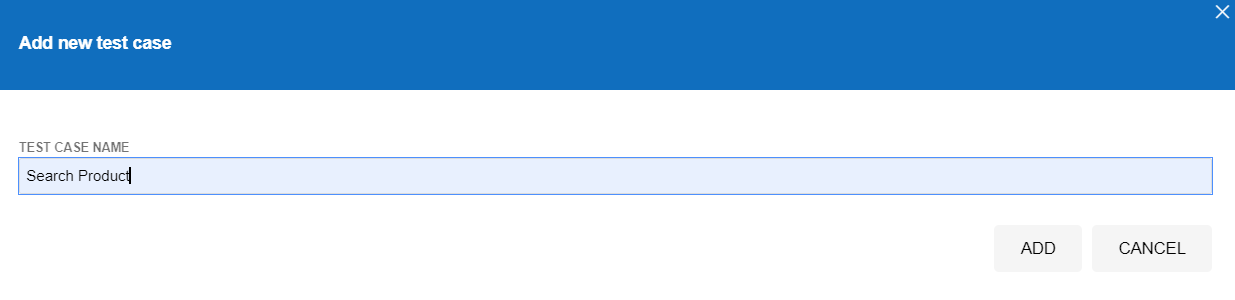 Add new test case
TEST CASE NAME
Search Product
ADD CANCEL